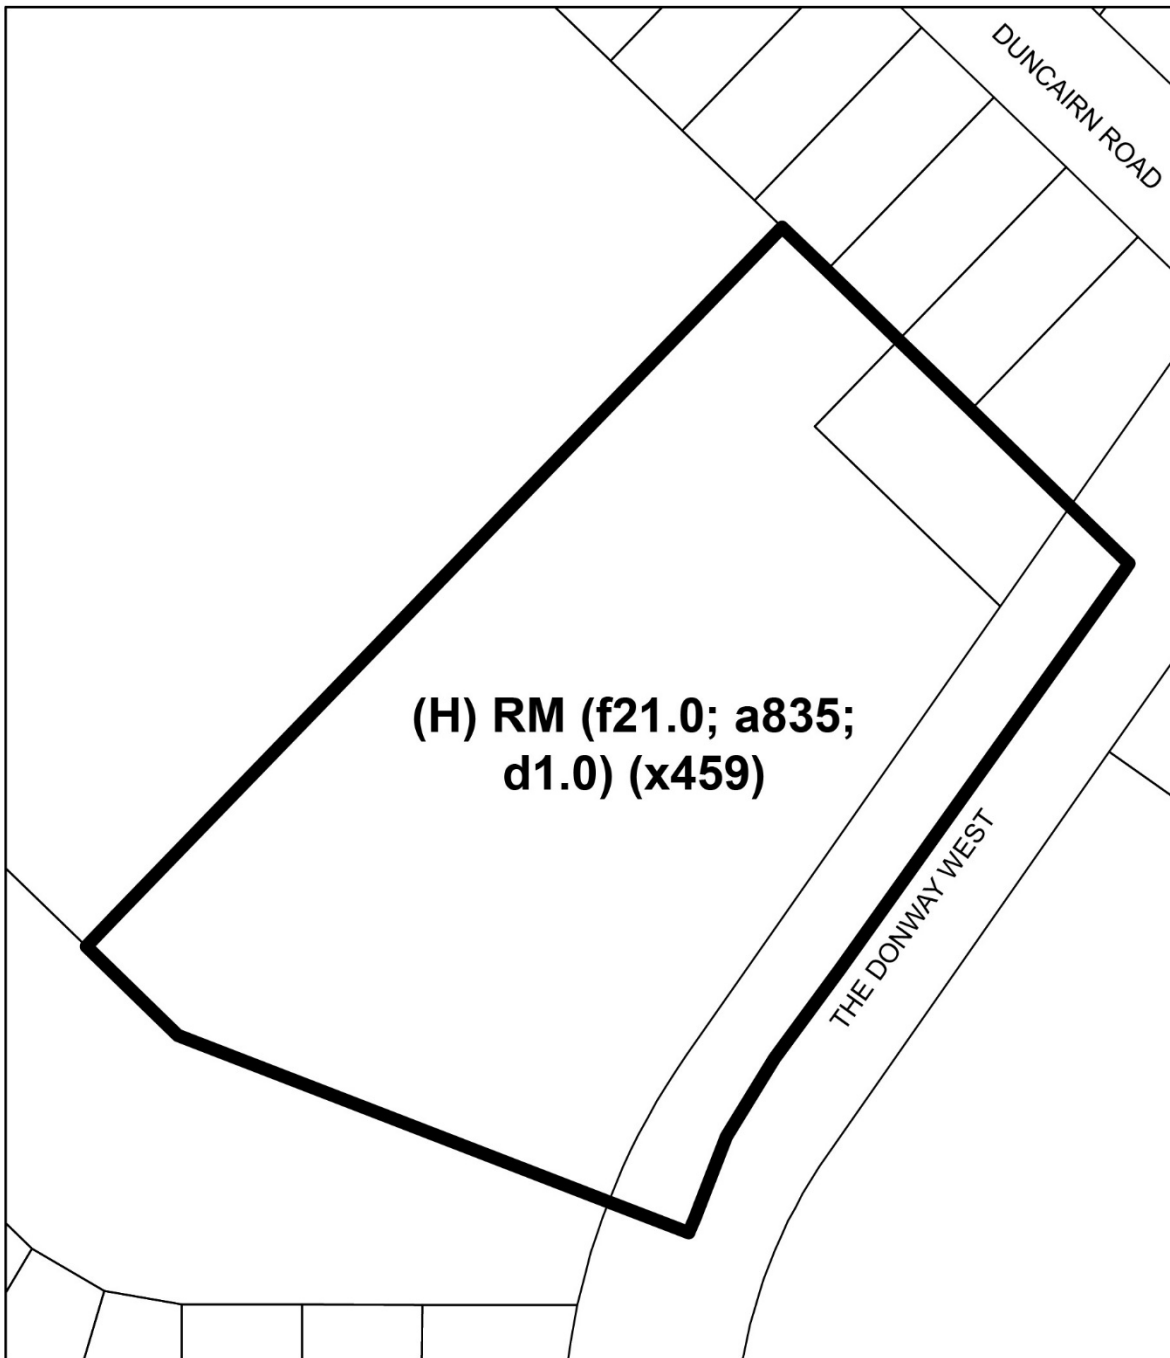 DUNCAIRN ROAD
(H) RM (f21.0; a835;
d1.0) (x459)
THE DONWAY WEST